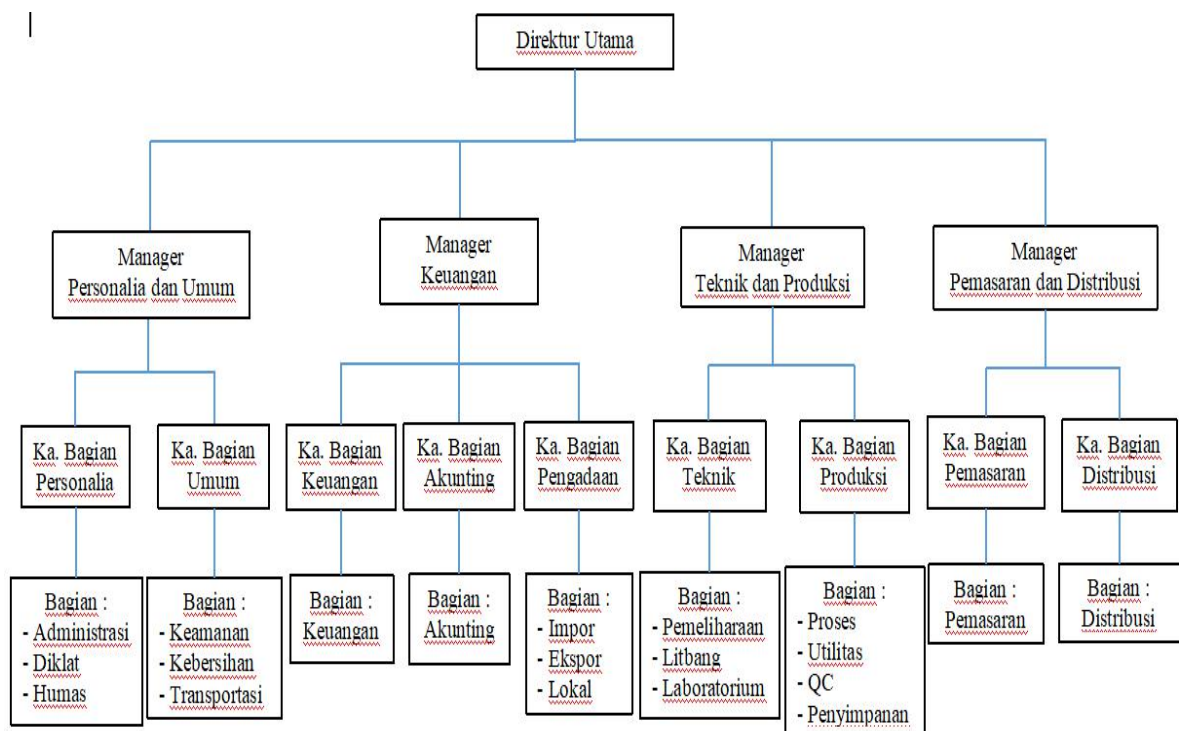 Direktur Utama
Manager
Personalia dan Umum
Manager
Keuangan
Manager
Teknik dan Produksi
Manager
Pemasaran dan Distribusi
Ka. Bagian
Personalia
Ka. Bagian
Umum
Ka. Bagian
Keuangan
Ka. Bagian
Akunting
Ka. Bagian
Pengadaan
Ka. Bagian
Teknik
Ka. Bagian
Produksi
Ka. Bagian
Pemasaran
Ka. Bagian
Distribusi
Bagian :
- Administrasi
- Diklat
- Humas
Bagian :
- Keamanan
- Kebersihan
- Transportasi
Bagian :
Keuangan
Bagian :
Akunting
Bagian :
- Impor
- Ekspor
- Lokal
Bagian :
- Pemeliharaan
- Litbang
- Laboratorium
Bagian :
- Proses
- Utilitas
- QC
- Penyimpanan
Bagian :
Pemasaran
Bagian :
Distribusi